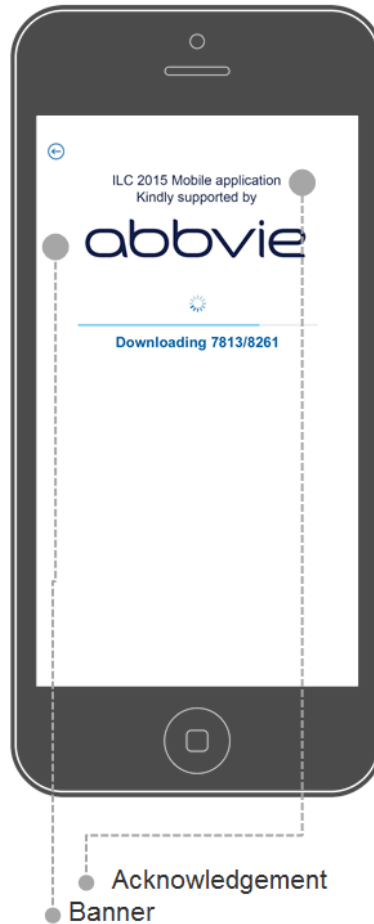 ILC 2015 Mobile application
Kindly supported by
abbvie
Downloading 7813/8261
Acknowledgement
Banner